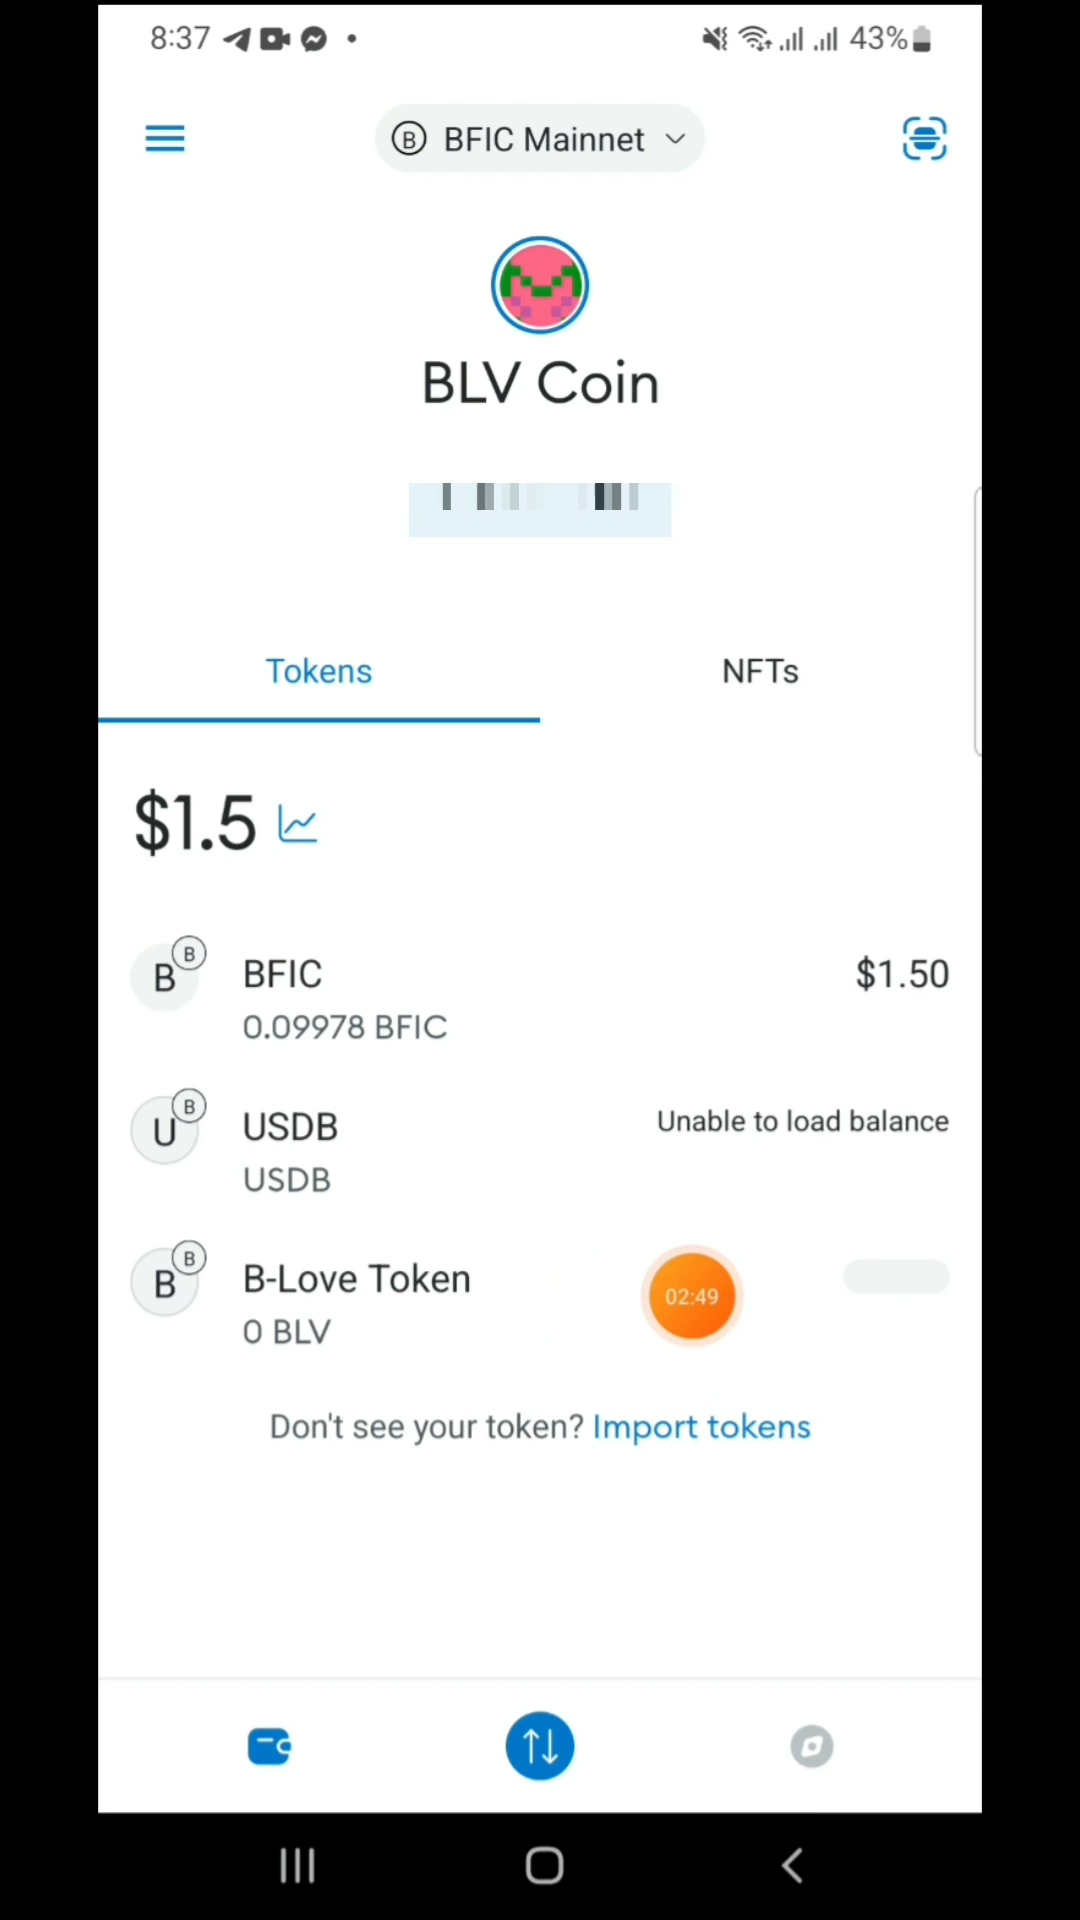 8:37
43%
B BFIC Mainnet
BLV Coin
Tokens
NFTs
$1.5
B
B
BFIC
$1.50
0.09978 BFIC
B
U
USDB
Unable to load balance
USDB
B
B
B-Love Token
02:49
0 BLV
Don't see your token? Import tokens